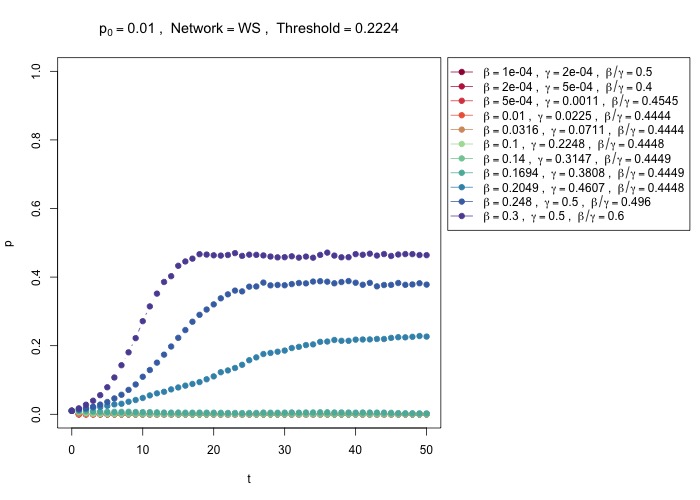 p₀ = 0.01 , Network = WS , Threshold = 0.2224
1.0
0.8
0.6
0.4
0.2
0.0
p
0 10 20 30 40 50
t
β = 1e-04 , γ = 2e-04 , β/γ = 0.5
β = 2e-04 , γ = 5e-04 , β/γ = 0.4
β = 5e-04 , γ = 0.0011 , β/γ = 0.4545
β = 0.01 , γ = 0.0225 , β/γ = 0.4444
β = 0.0316 , γ = 0.0711 , β/γ = 0.4444
β = 0.1 , γ = 0.2248 , β/γ = 0.4448
β = 0.14 , γ = 0.3147 , β/γ = 0.4449
β = 0.1694 , γ = 0.3808 , β/γ = 0.4449
β = 0.2049 , γ = 0.4607 , β/γ = 0.4448
β = 0.248 , γ = 0.5 , β/γ = 0.496
β = 0.3 , γ = 0.5 , β/γ = 0.6